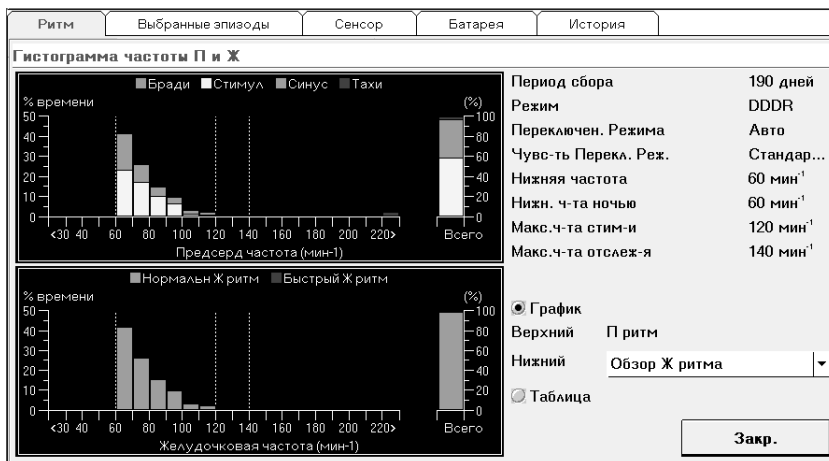 Ритм Выбранные эпизоды Сенсор Батарея История
Гистограмма частоты П и Ж
Бради Стимул Синус Тахи
% времени (%)
50 100
40 80
30 60
20 40
10 20
0 0
<30 40 60 80 100 120 140 160 180 200 220> Всего
Предсерд частота (мин-1)
Нормальн Ж ритм Быстрый Ж ритм
% времени (%)
50 100
40 80
30 60
20 40
10 20
0 0
<30 40 60 80 100 120 140 160 180 200 220> Всего
Желудочковая частота (мин-1)
Период сбора 190 дней
Режим DDDR
Переключен. Режима Авто
Чувс-ть Перекл. Реж. Стандар...
Нижняя частота 60 мин⁻¹
Нижн. ч-та ночью 60 мин⁻¹
Макс.ч-та стим-и 120 мин⁻¹
Макс.ч-та отслеж-я 140 мин⁻¹
График
Верхний П ритм
Нижний Обзор Ж ритма
Таблица
Закр.